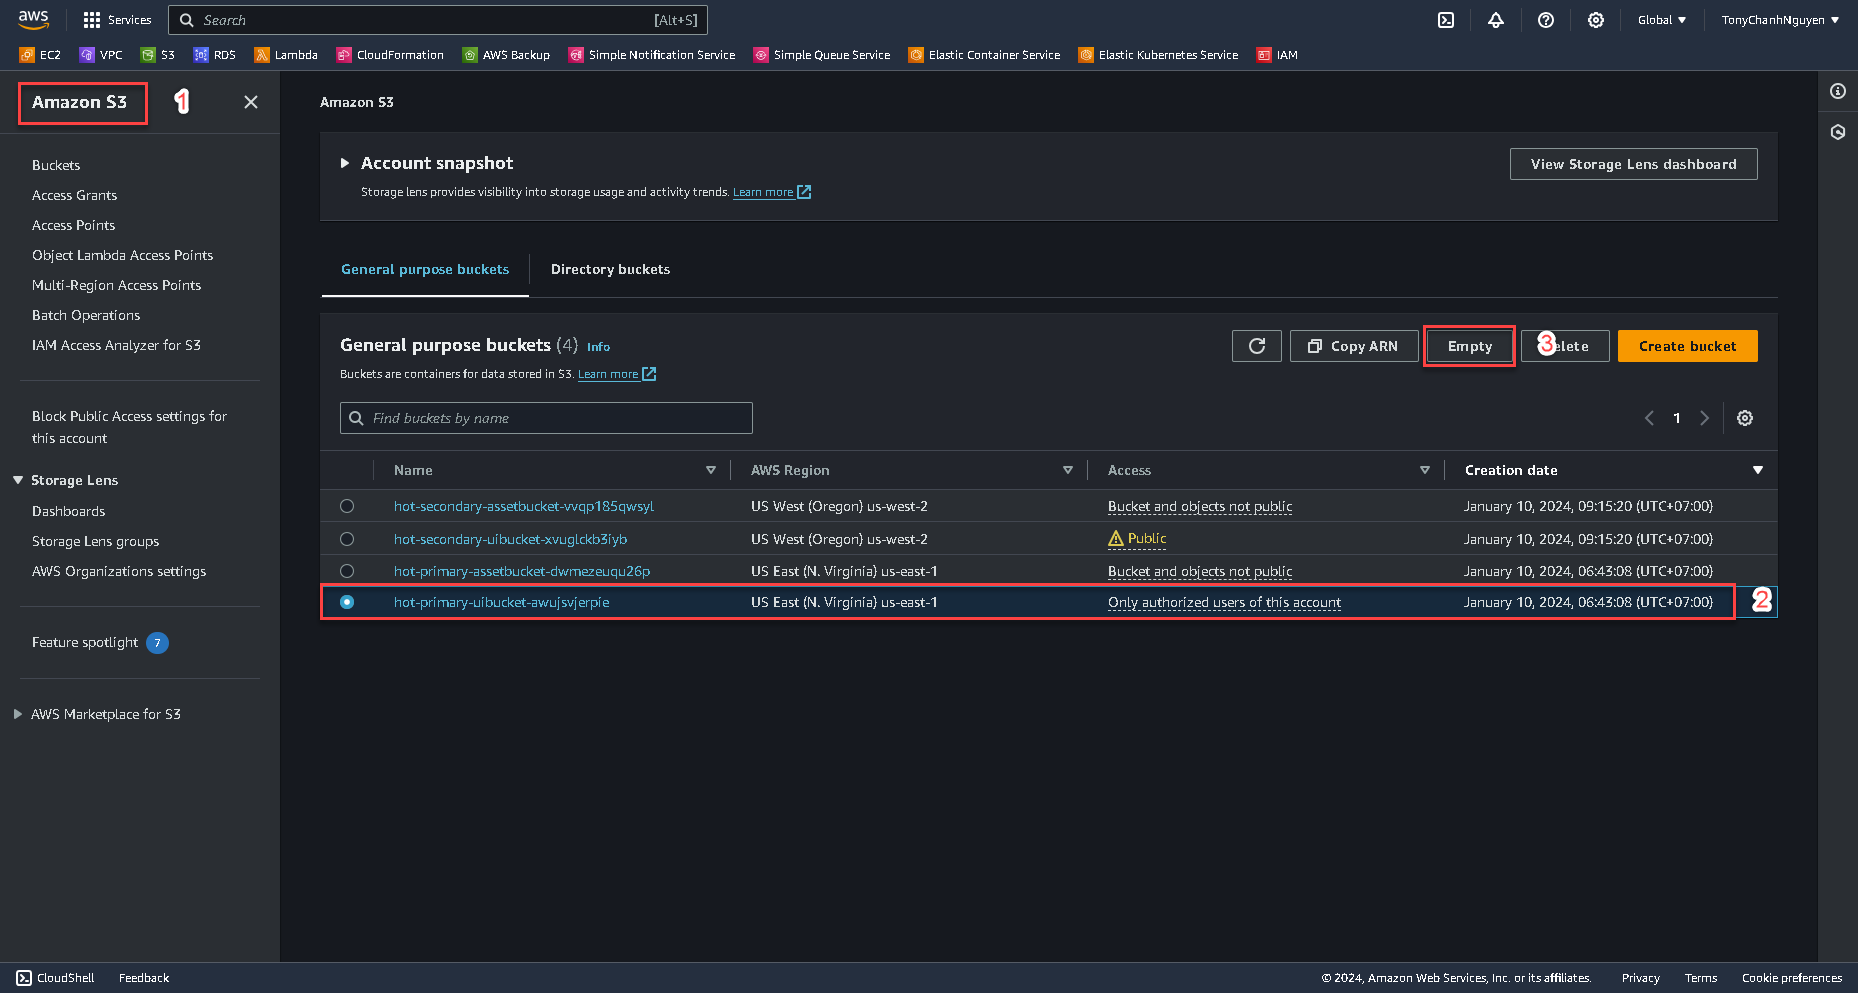 aws
Services
Search [Alt+S]
Global
TonyChanhNguyen
EC2 VPC S3 RDS Lambda CloudFormation AWS Backup Simple Notification Service Simple Queue Service Elastic Container Service Elastic Kubernetes Service IAM
Amazon S3 1
Buckets
Access Grants
Access Points
Object Lambda Access Points
Multi-Region Access Points
Batch Operations
IAM Access Analyzer for S3
Block Public Access settings for
this account
Storage Lens
Dashboards
Storage Lens groups
AWS Organizations settings
Feature spotlight 7
AWS Marketplace for S3
Amazon S3
Account snapshot
Storage lens provides visibility into storage usage and activity trends. Learn more
View Storage Lens dashboard
General purpose buckets Directory buckets
General purpose buckets (4) Info
Buckets are containers for data stored in S3. Learn more
Copy ARN Empty 3 elete Create bucket
Find buckets by name
1
Name AWS Region Access Creation date
hot-secondary-assetbucket-vvqp185qwsyl US West (Oregon) us-west-2 Bucket and objects not public January 10, 2024, 09:15:20 (UTC+07:00)
hot-secondary-uibucket-xvuglckb3iyb US West (Oregon) us-west-2 Public January 10, 2024, 09:15:20 (UTC+07:00)
hot-primary-assetbucket-dwmezeuqu26p US East (N. Virginia) us-east-1 Bucket and objects not public January 10, 2024, 06:43:08 (UTC+07:00)
hot-primary-uibucket-awujsvjerpie US East (N. Virginia) us-east-1 Only authorized users of this account January 10, 2024, 06:43:08 (UTC+07:00) 2
CloudShell Feedback
© 2024, Amazon Web Services, Inc. or its affiliates. Privacy Terms Cookie preferences